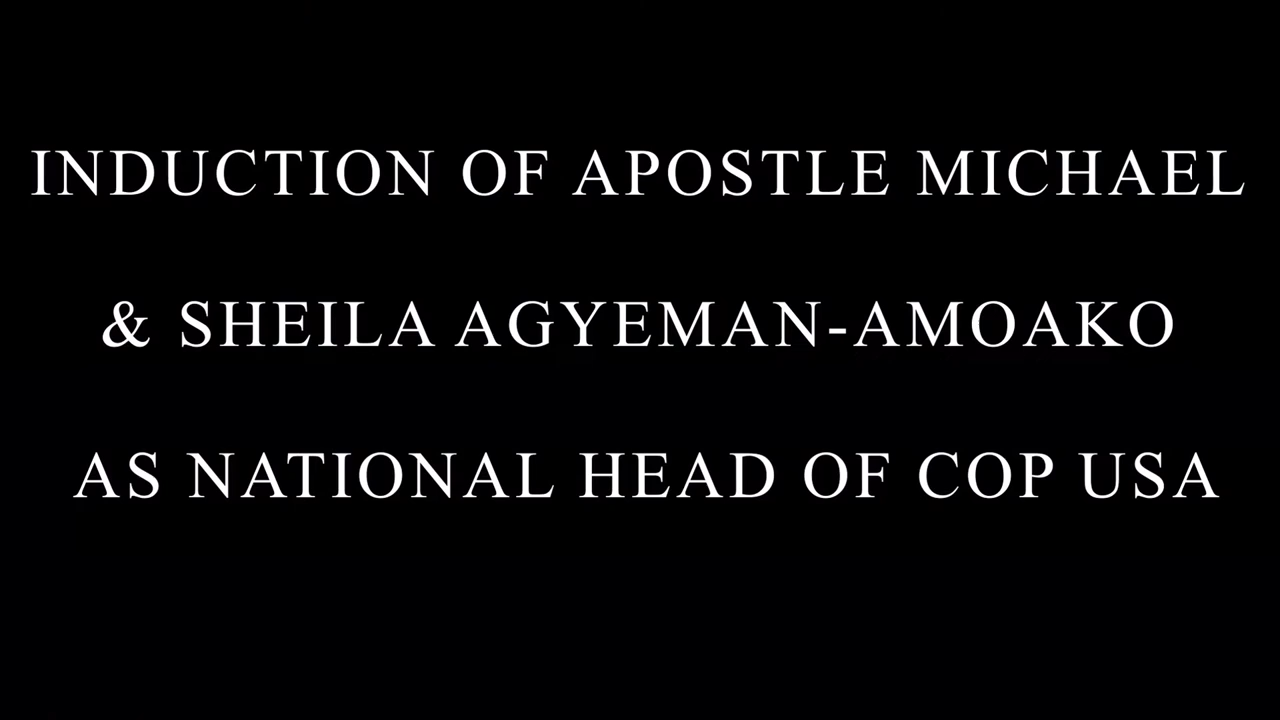 INDUCTION OF APOSTLE MICHAEL
& SHEILA AGYEMAN-AMOAKO
AS NATIONAL HEAD OF COP USA